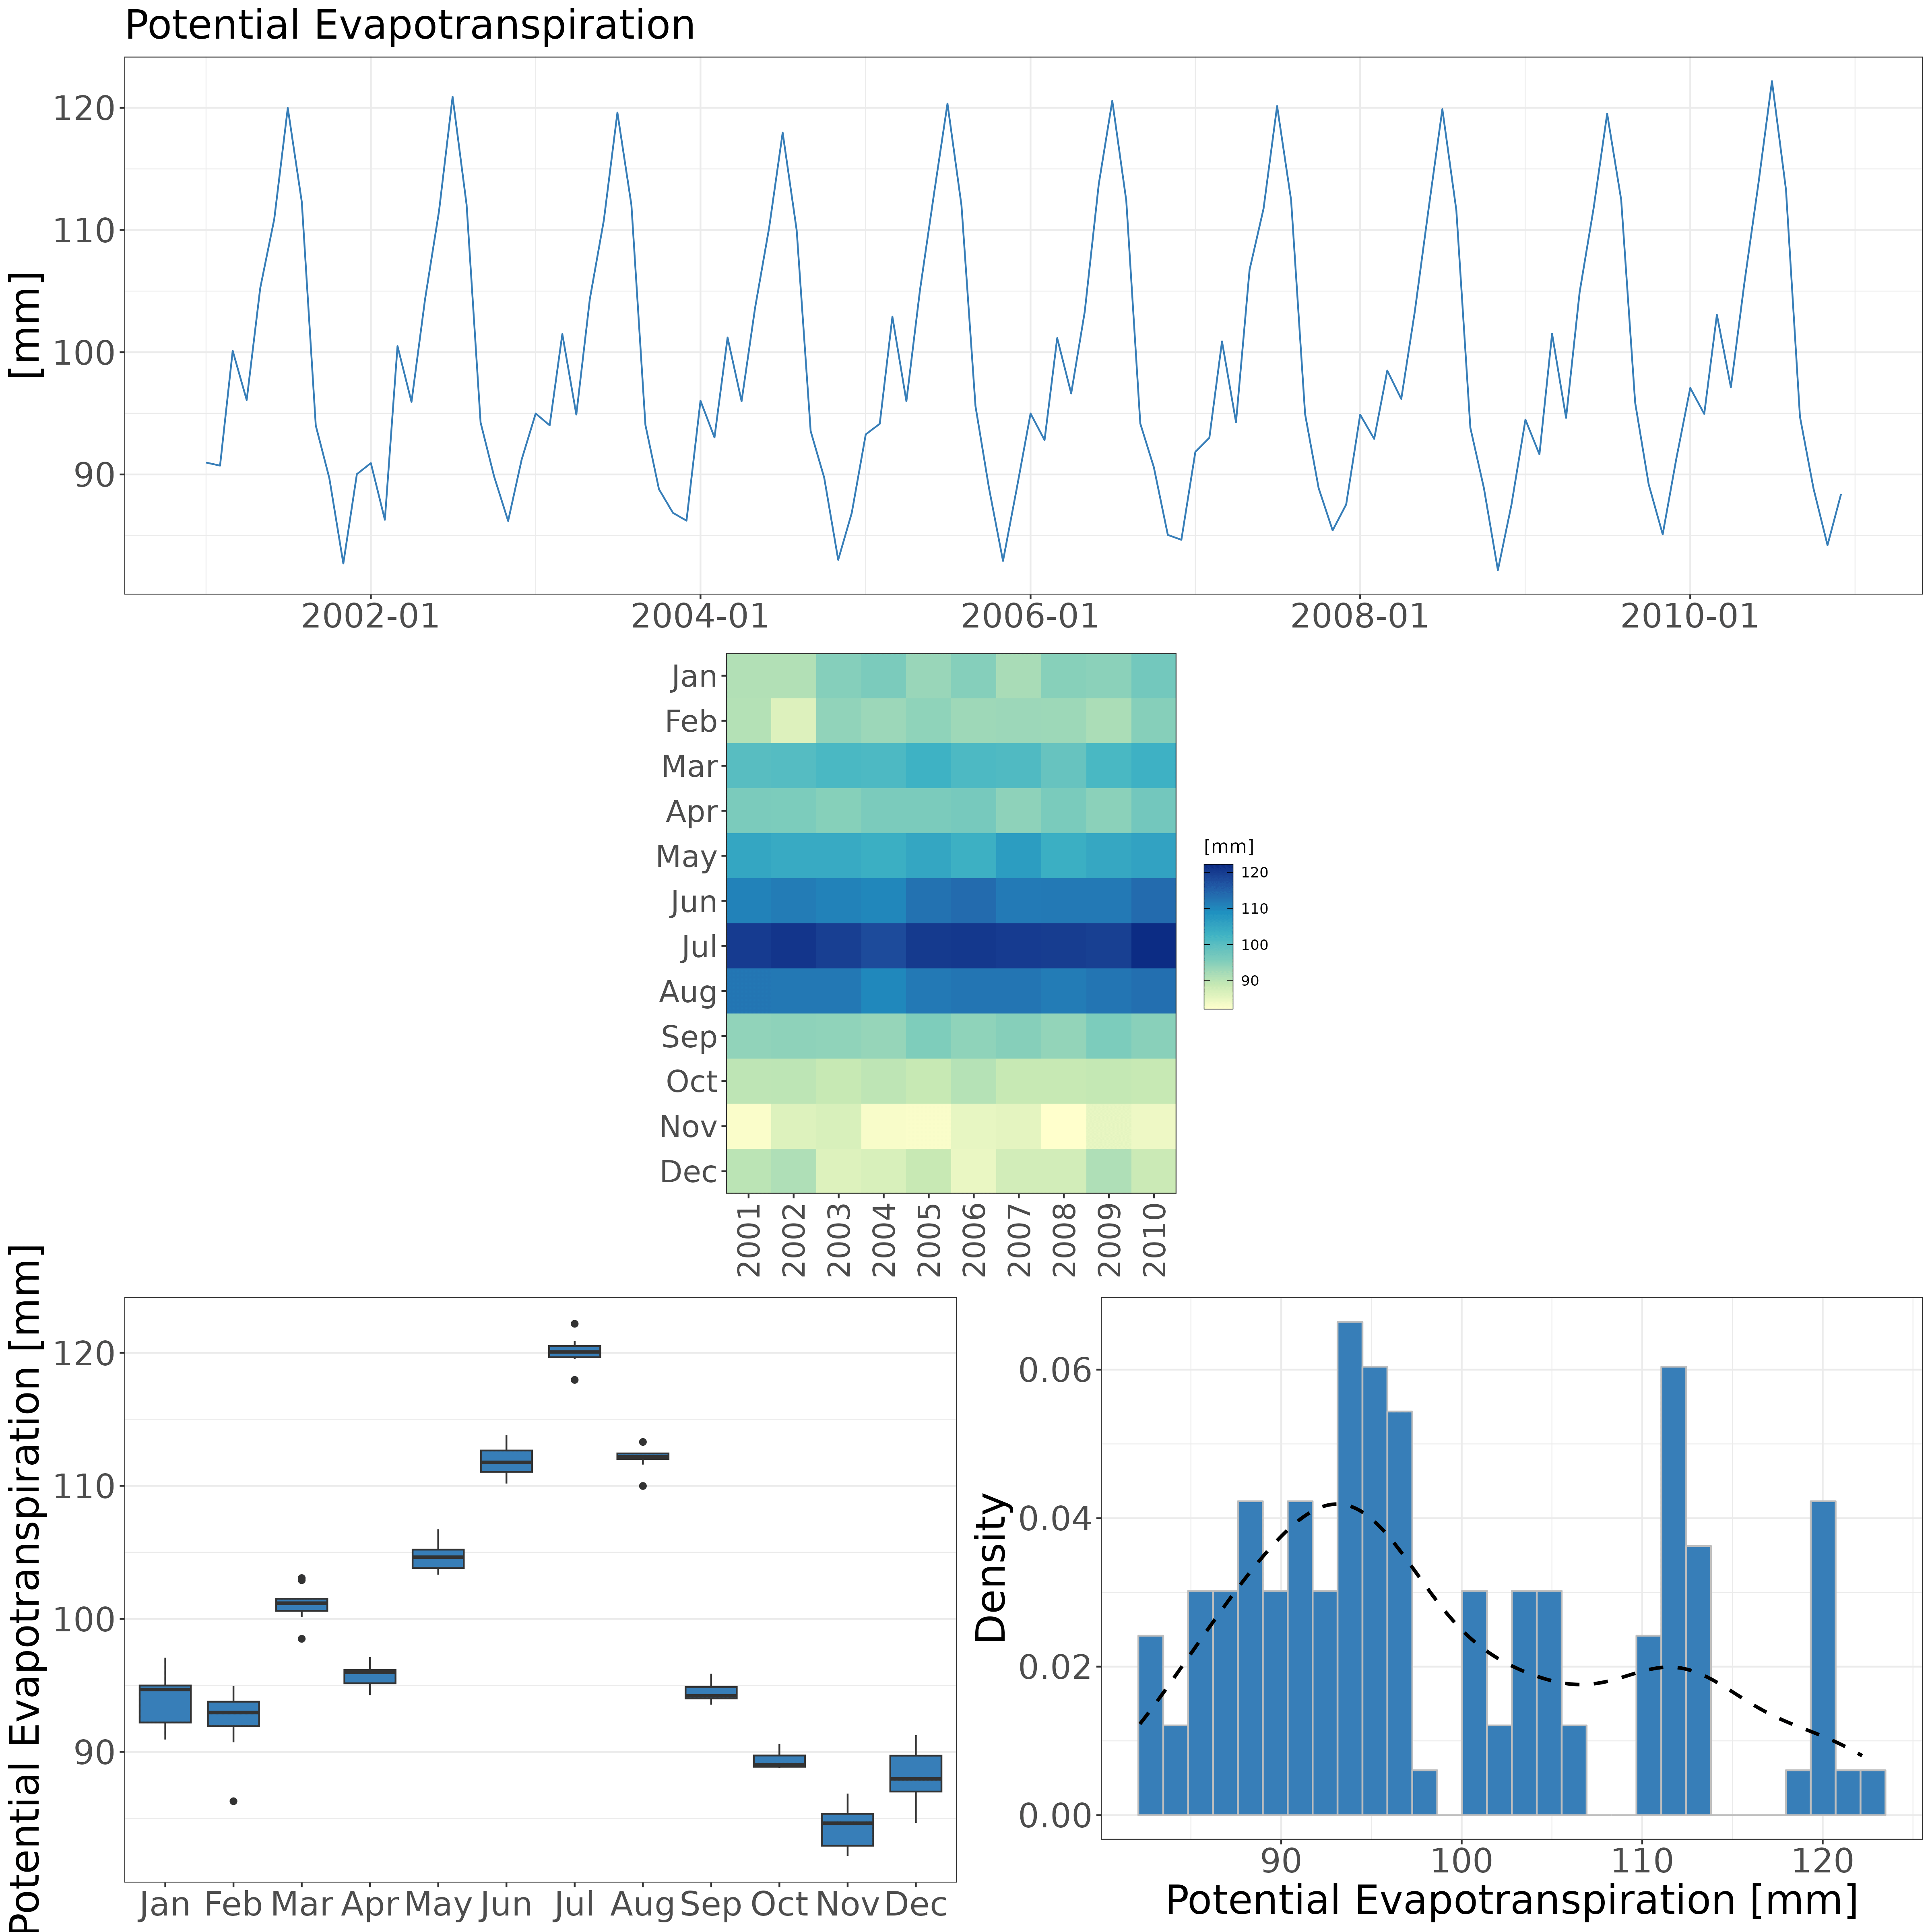 Potential Evapotranspiration
[mm]
120
110
100
90
2002-01 2004-01 2006-01 2008-01 2010-01
Jan
Feb
Mar
Apr
May
Jun
Jul
Aug
Sep
Oct
Nov
Dec
2001 2002 2003 2004 2005 2006 2007 2008 2009 2010
[mm]
120
110
100
90
Potential Evapotranspiration [mm]
120
110
100
90
Jan Feb Mar Apr May Jun Jul Aug Sep Oct Nov Dec
Density
0.06
0.04
0.02
0.00
90 100 110 120
Potential Evapotranspiration [mm]